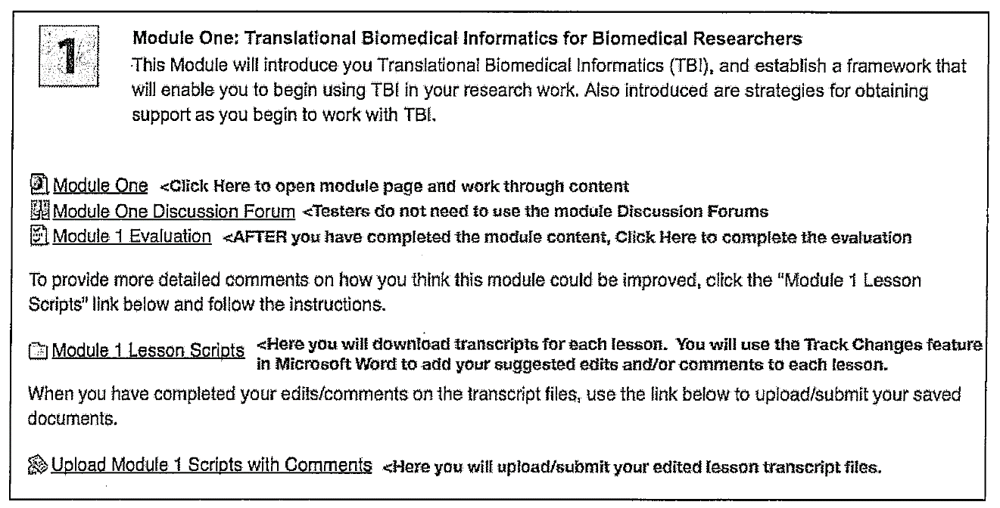 1
Module One: Translational Biomedical Informatics for Biomedical Researchers
This Module will introduce you Translational Biomedical Informatics (TBI), and establish a framework that
will enable you to begin using TBI in your research work. Also introduced are strategies for obtaining
support as you begin to work with TBI.
Module One <Click Here to open module page and work through content
Module One Discussion Forum <Testers do not need to use the module Discussion Forums
Module 1 Evaluation <AFTER you have completed the module content, Click Here to complete the evaluation
To provide more detailed comments on how you think this module could be improved, click the "Module 1 Lesson
Scripts" link below and follow the instructions.
Module 1 Lesson Scripts <Here you will download transcripts for each lesson. You will use the Track Changes feature
in Microsoft Word to add your suggested edits and/or comments to each lesson.
When you have completed your edits/comments on the transcript files, use the link below to upload/submit your saved
documents.
Upload Module 1 Scripts with Comments <Here you will upload/submit your edited lesson transcript files.